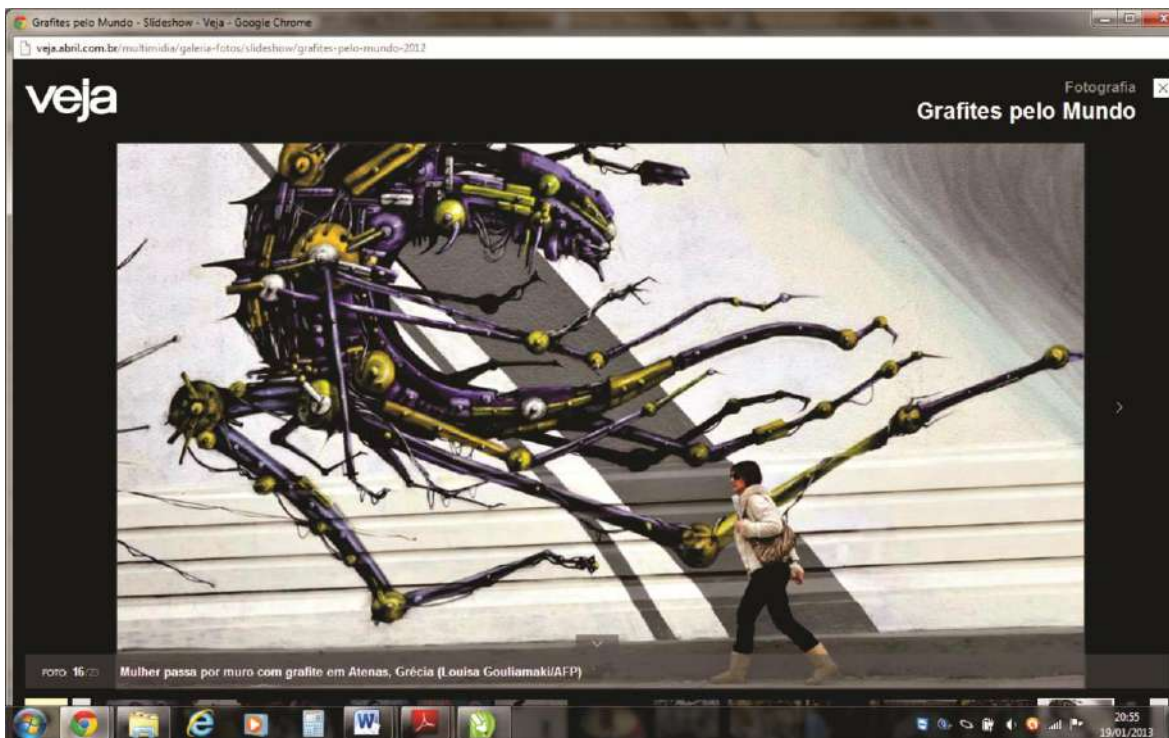 Grafites pelo Mundo - Slideshow - Veja - Google Chrome
veja.abril.com.br/multimidia/galeria-fotos/slideshow/grafites-pelo-mundo-2012
veja
Fotografia
Grafites pelo Mundo
FOTO 16/23 Mulher passa por muro com grafite em Atenas, Grécia (Louisa Gouliamaki/AFP)
W
20:55
19/01/2013